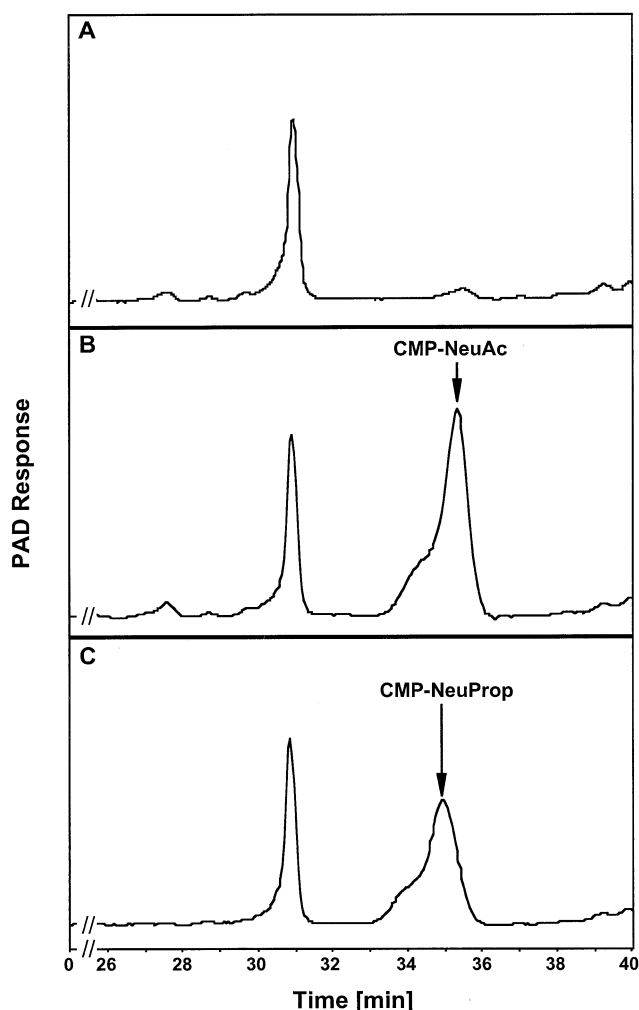 A
//
B
CMP-NeuAc
//
PAD Response
C
CMP-NeuProp
//
//
0 26 28 30 32 34 36 38 40
Time [min]